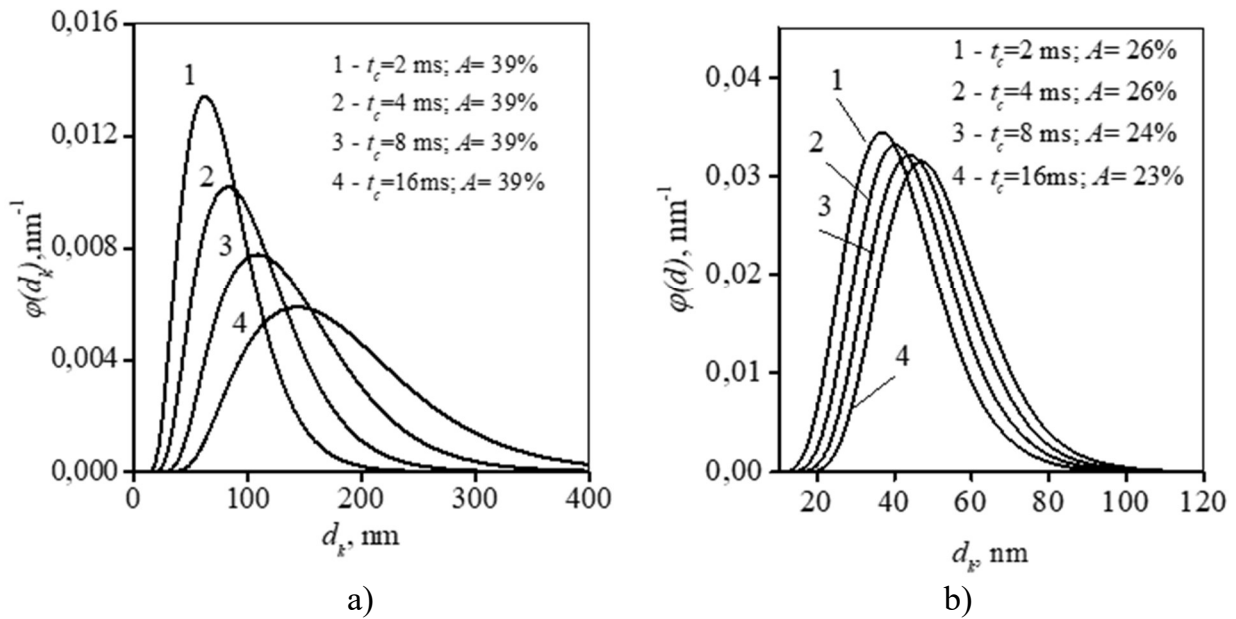 0,016
0,012
0,008
0,004
0,000
φ(dₖ),nm⁻¹
1 - t_c=2 ms; A= 39%
2 - t_c=4 ms; A= 39%
3 - t_c=8 ms; A= 39%
4 - t_c=16ms; A= 39%
1
2
3
4
0 100 200 300 400
dₖ, nm
a)
0,04
0,03
0,02
0,01
0,00
φ(d), nm⁻¹
1 - t_c=2 ms; A= 26%
2 - t_c=4 ms; A= 26%
3 - t_c=8 ms; A= 24%
4 - t_c=16ms; A= 23%
1
2
3
4
20 40 60 80 100 120
dₖ, nm
b)